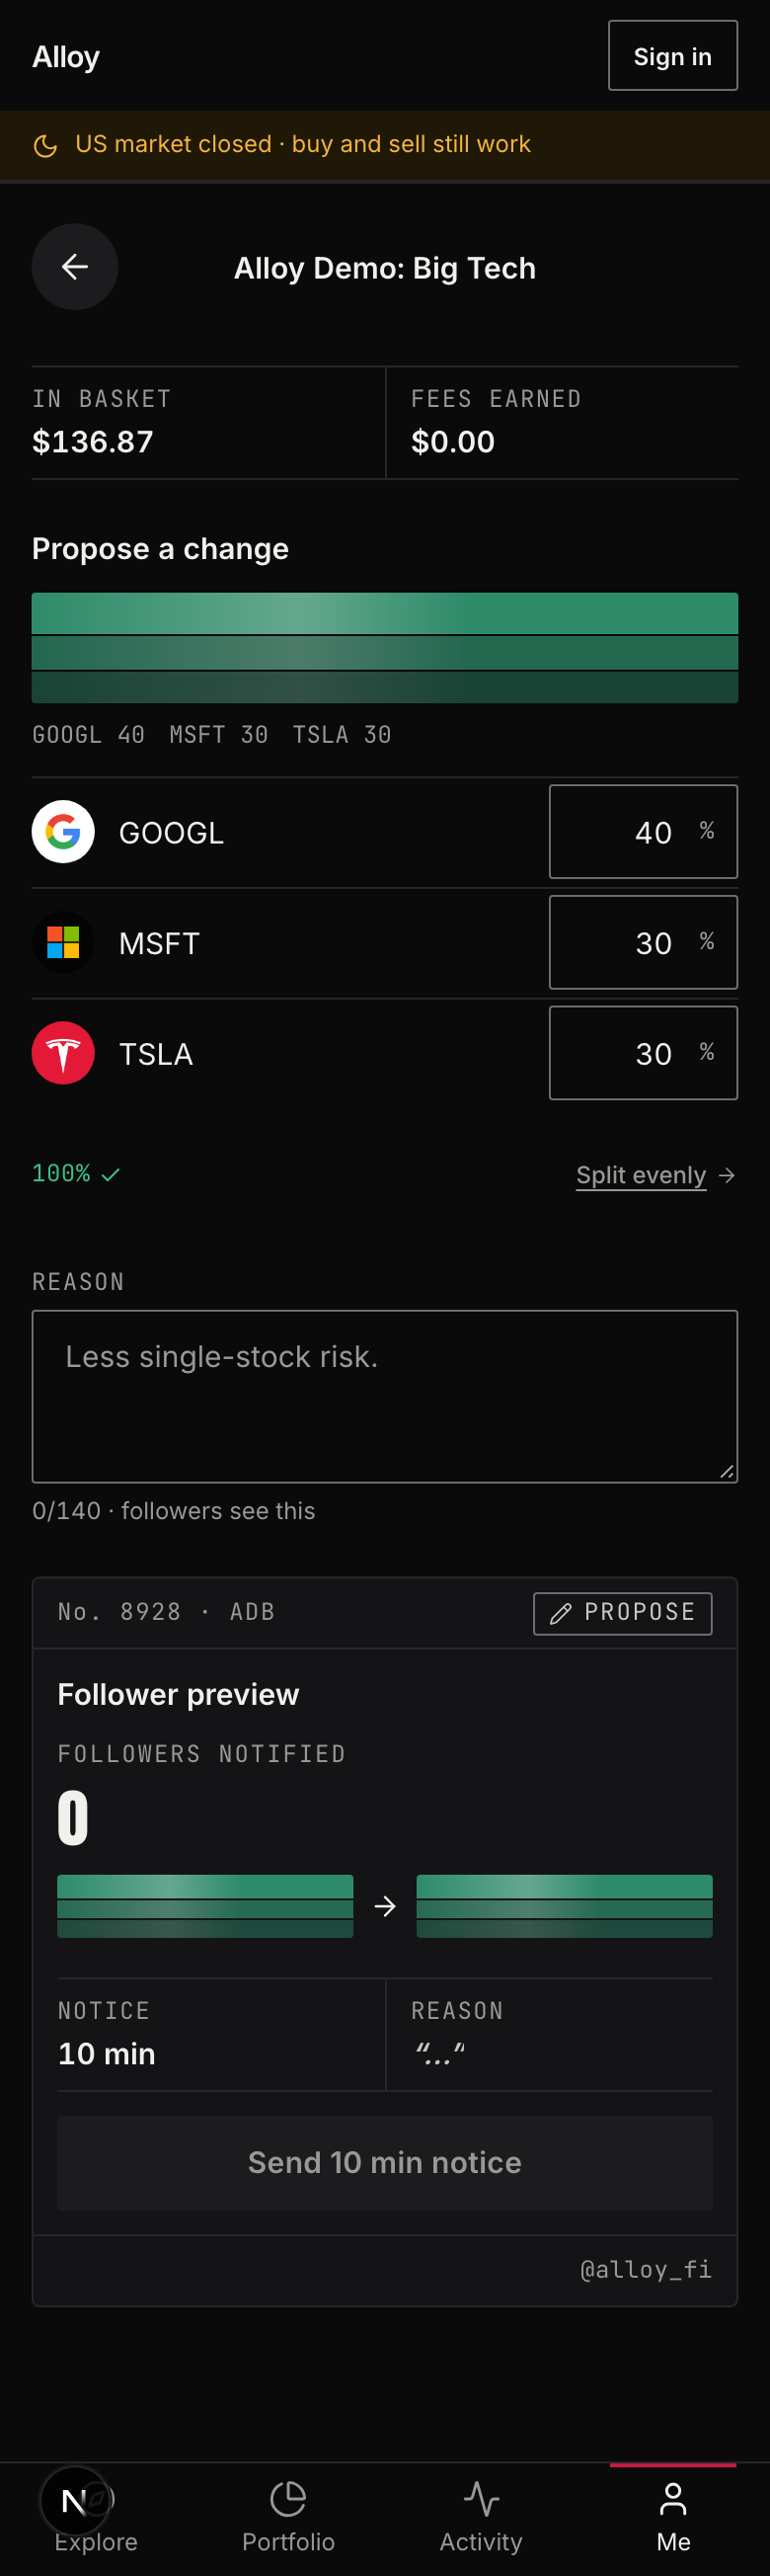 Alloy
Sign in
US market closed · buy and sell still work
Alloy Demo: Big Tech
IN BASKET
FEES EARNED
$136.87
$0.00
Propose a change
GOOGL 40 MSFT 30 TSLA 30
GOOGL
40 %
MSFT
30 %
TSLA
30 %
100%
Split evenly
REASON
Less single-stock risk.
0/140 · followers see this
No. 8928 · ADB
PROPOSE
Follower preview
FOLLOWERS NOTIFIED
0
NOTICE
REASON
10 min
“…”
Send 10 min notice
@alloy_fi
N
Explore
Portfolio
Activity
Me